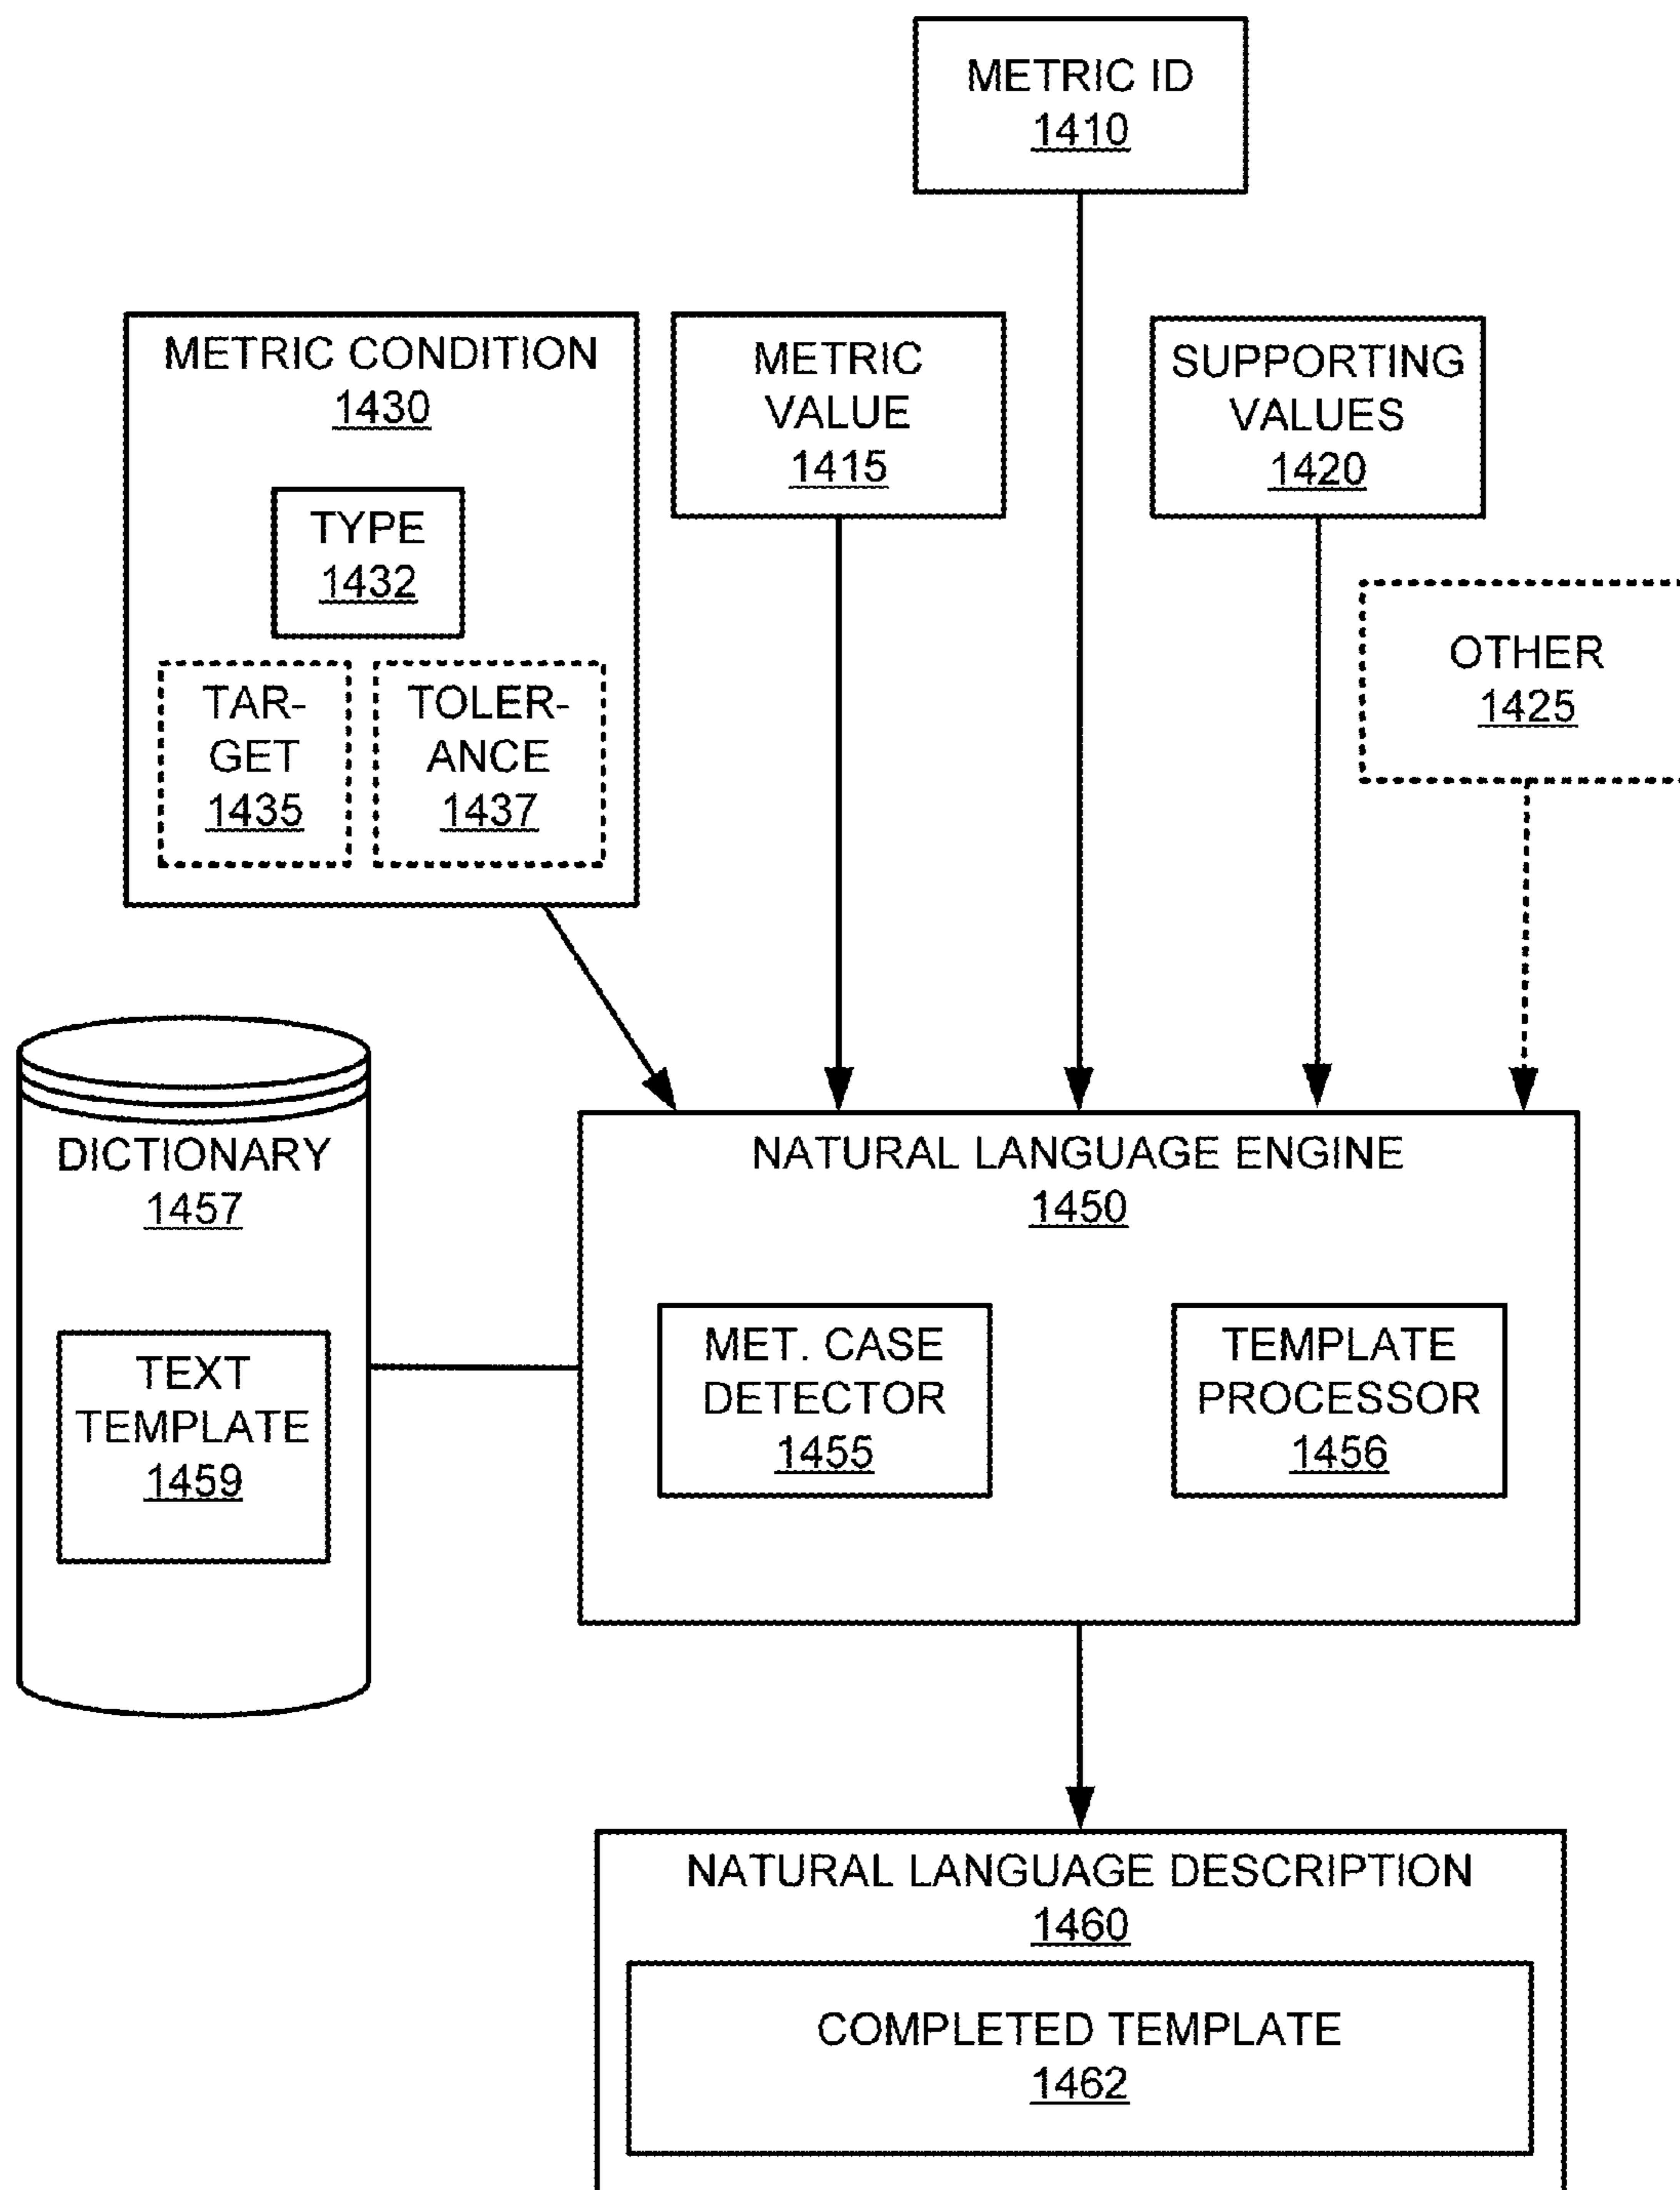 METRIC ID
1410
METRIC CONDITION
1430
TYPE
1432
TAR-
GET
1435
TOLER-
ANCE
1437
METRIC
VALUE
1415
SUPPORTING
VALUES
1420
OTHER
1425
DICTIONARY
1457
TEXT
TEMPLATE
1459
NATURAL LANGUAGE ENGINE
1450
MET. CASE
DETECTOR
1455
TEMPLATE
PROCESSOR
1456
NATURAL LANGUAGE DESCRIPTION
1460
COMPLETED TEMPLATE
1462